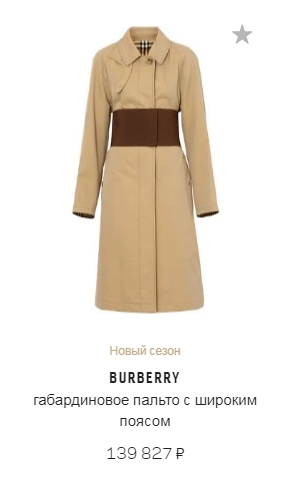 Новый сезон
BURBERRY
габардиновое пальто с широким
поясом
139 827 ₽